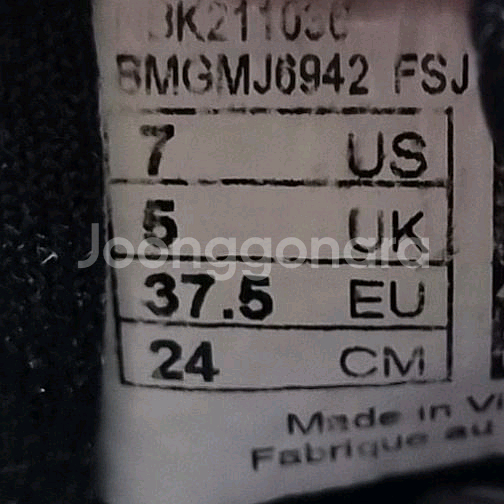 BMGMJ6942 FSJ
7 US
5 UK
37.5 EU
24 CM
Joonggonara
Made in
Fabrique au